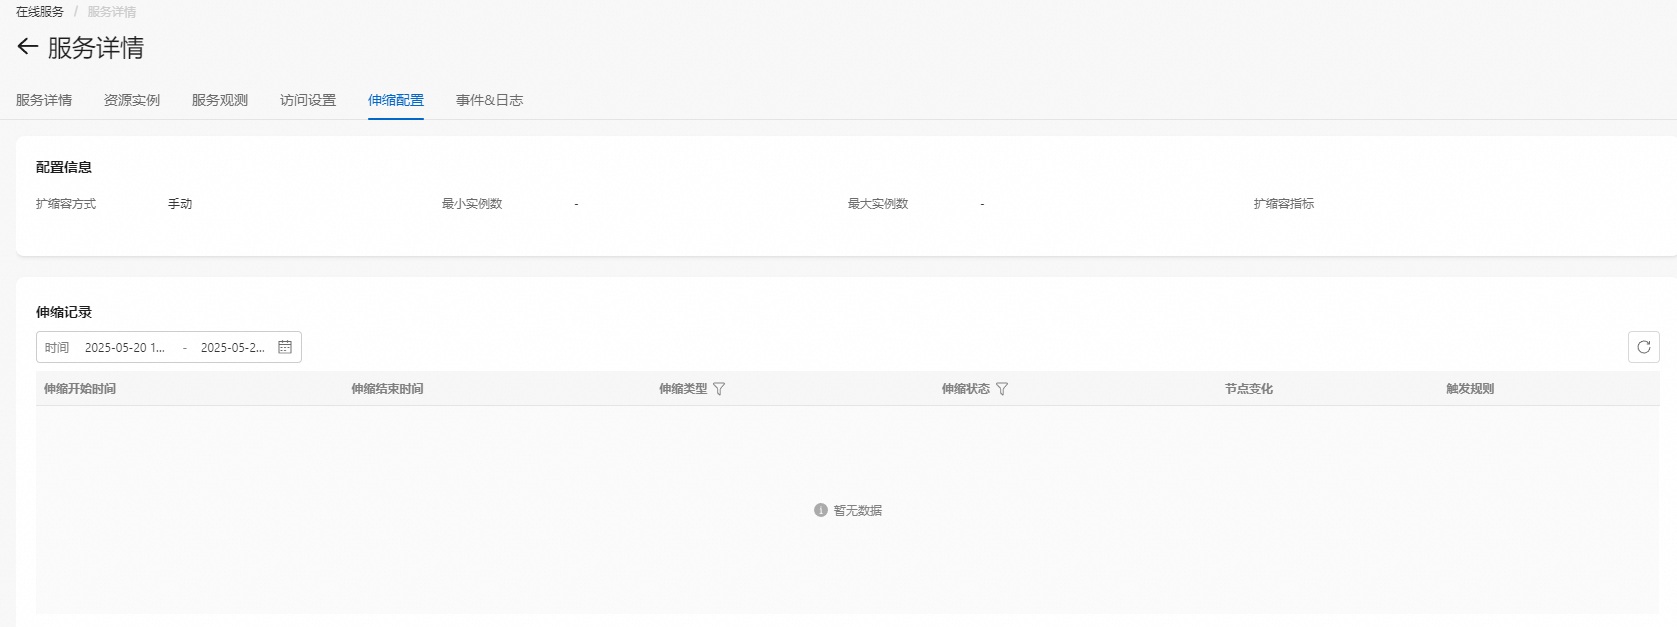 在线服务 / 服务详情
服务详情
服务详情 资源实例 服务观测 访问设置 伸缩配置 事件&日志
配置信息
扩缩容方式 手动 最小实例数 - 最大实例数 - 扩缩容指标
伸缩记录
时间 2025-05-20 1... - 2025-05-2...
伸缩开始时间 伸缩结束时间 伸缩类型 伸缩状态 节点变化 触发规则
暂无数据